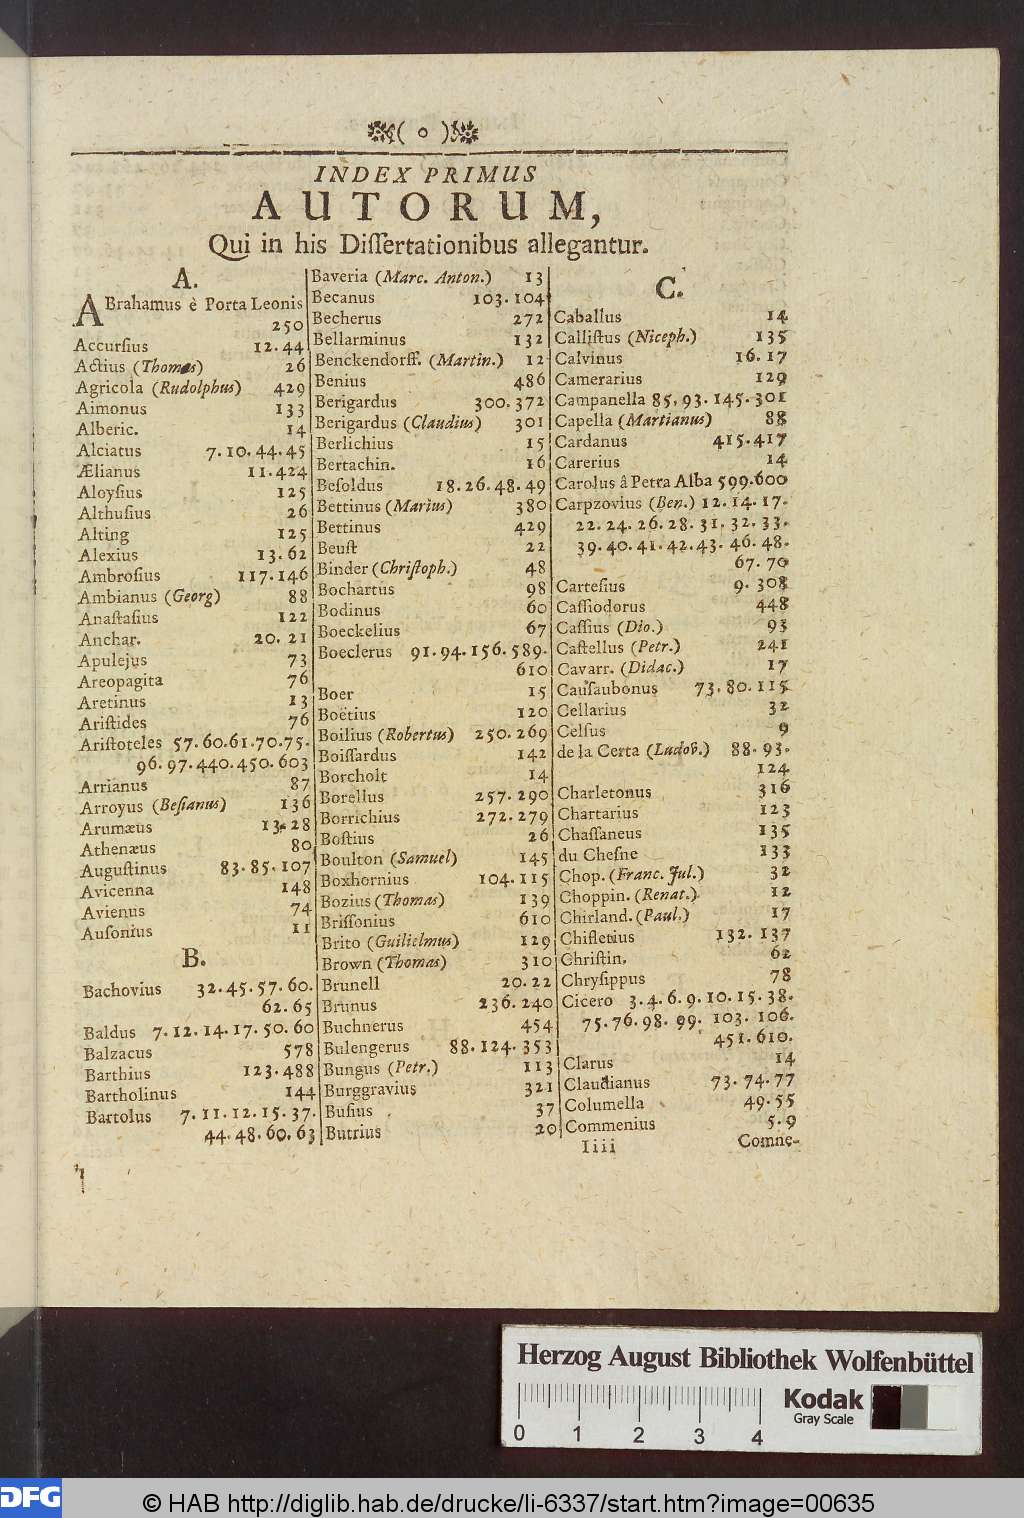 ( o )
INDEX PRIMUS
AUTORUM,
Qui in his Dissertationibus allegantur.
A.
ABrahamus è Porta Leonis
250
Accursius 12. 44
Actius (Thomas) 26
Agricola (Rudolphus) 429
Aimonus 133
Alberic. 14
Alciatus 7. 10. 44. 45
Ælianus 11. 424
Aloysius 125
Althusius 26
Alting 125
Alexius 13. 62
Ambrosius 117. 146
Ambianus (Georg) 88
Anastasius 122
Anchar. 20. 21
Apulejus 73
Areopagita 76
Aretinus 13
Aristides 76
Aristoteles 57. 60. 61. 70. 75.
96. 97. 440. 450. 603
Arrianus 87
Arroyus (Besianus) 136
Arumæus 13. 28
Athenæus 80
Augustinus 83. 85. 107
Avicenna 148
Avienus 74
Ausonius 11
B.
Bachovius 32. 45. 57. 60.
62. 65
Baldus 7. 12. 14. 17. 50. 60
Balzacus 578
Barthius 123. 488
Bartholinus 144
Bartolus 7. 11. 12. 15. 37.
44. 48. 60. 63
Baveria (Marc. Anton.) 13
Becanus 103. 104
Becherus 272
Bellarminus 132
Benckendorff. (Martin.) 12
Benius 486
Berigardus 300. 372
Berigardus (Claudius) 301
Berlichius 15
Bertachin. 16
Besoldus 18. 26. 48. 49
Bettinus (Marius) 380
Bettinus 429
Beust 22
Binder (Christoph.) 48
Bochartus 98
Bodinus 60
Boeckelius 67
Boeclerus 91. 94. 156. 589.
610
Boer 15
Boëtius 120
Boilius (Robertus) 250. 269
Boissardus 142
Borcholt 14
Borellus 257. 290
Borrichius 272. 279
Bostius 26
Boulton (Samuel) 145
Boxhornius 104. 115
Bozius (Thomas) 139
Brissonius 610
Brito (Guilielmus) 129
Brown (Thomas) 310
Brunell 20. 22
Brunus 236. 240
Buchnerus 454
Bulengerus 88. 124. 353
Bungus (Petr.) 113
Burggravius 321
Busius 37
Butrius 20
C.
Caballus 14
Callistus (Niceph.) 135
Calvinus 16. 17
Camerarius 129
Campanella 85. 93. 145. 301
Capella (Martianus) 88
Cardanus 415. 417
Carerius 14
Carolus â Petra Alba 599. 600
Carpzovius (Ben.) 12. 14. 17.
22. 24. 26. 28. 31. 32. 33.
39. 40. 41. 42. 43. 46. 48.
67. 70
Cartesius 9. 308
Cassiodorus 448
Cassius (Dio.) 93
Castellus (Petr.) 241
Cavarr. (Didac.) 17
Causaubonus 73. 80. 115
Cellarius 32
Celsus 9
de la Certa (Ludov.) 88. 93.
124
Charletonus 316
Chartarius 123
Chassaneus 135
du Chesne 133
Chop. (Franc. Jul.) 32
Choppin. (Renat.) 12
Chirland. (Paul.) 17
Chifletius 132. 137
Christin. 62
Chrysippus 78
Cicero 3. 4. 6. 9. 10. 15. 38.
75. 76. 98. 99. 103. 106.
451. 610.
Clarus 14
Claudianus 73. 74. 77
Columella 49. 55
Commenius 5. 9
Iiii Comne-
Herzog August Bibliothek Wolfenbüttel
Kodak
Gray Scale
0 1 2 3 4
DFG
© HAB http://diglib.hab.de/drucke/li-6337/start.htm?image=00635